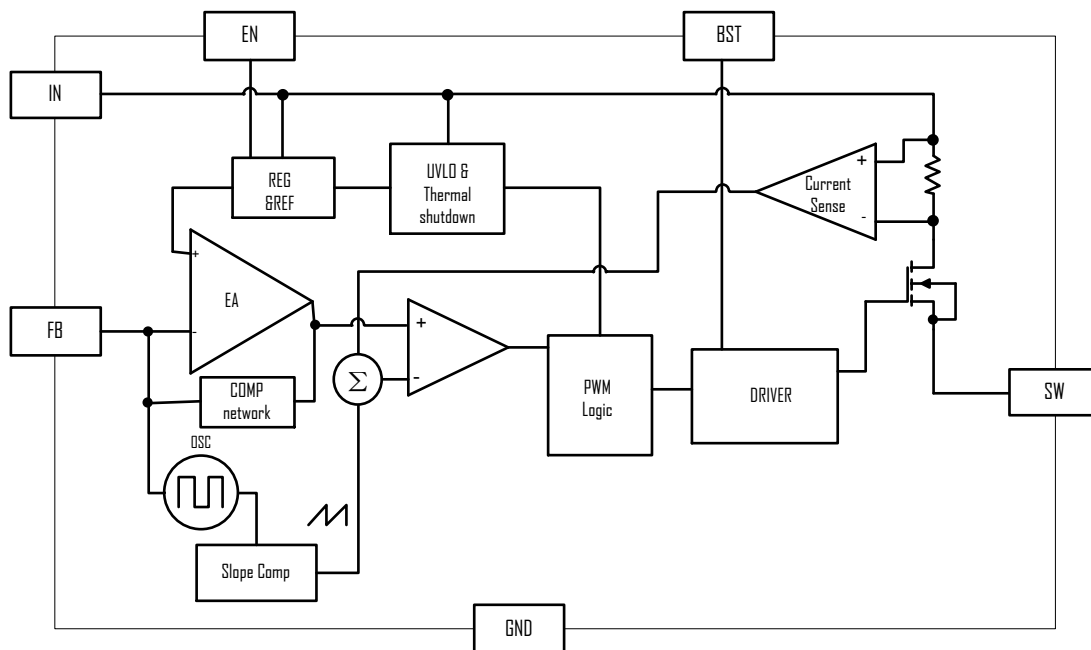 EN
BST
IN
REG
&REF
UVLO &
Thermal
shutdown
+
Current
Sense
-
+
EA
-
FB
COMP
network
+
-
Σ
PWM
Logic
DRIVER
SW
OSC
Slope Comp
GND